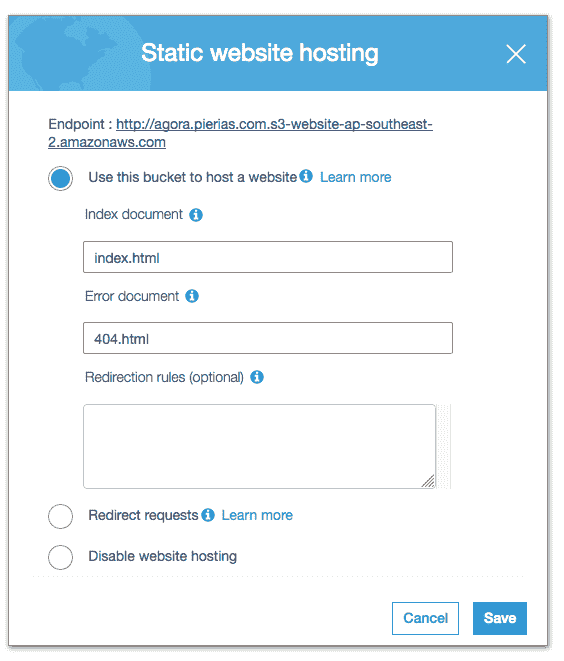 Static website hosting
Endpoint : http://agora.pierias.com.s3-website-ap-southeast-
2.amazonaws.com
Use this bucket to host a website Learn more
Index document
index.html
Error document
404.html
Redirection rules (optional)
Redirect requests Learn more
Disable website hosting
Cancel Save